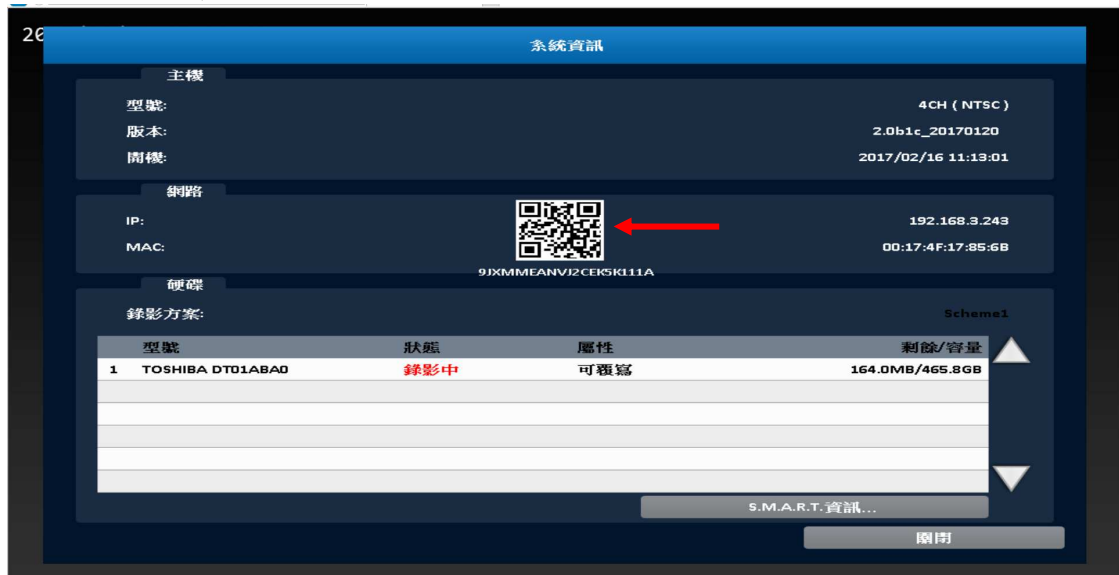 20
系統資訊
主機
型號: 4CH ( NTSC )
版本: 2.0b1c_20170120
開機: 2017/02/16 11:13:01
網路
IP: 192.168.3.243
MAC: 00:17:4F:17:85:6B
9JXMMEANVJ2CEK5K111A
硬碟
錄影方案: Scheme1
型號 狀態 屬性 剩餘/容量
1 TOSHIBA DT01ABA0 錄影中 可覆寫 164.0MB/465.8GB
S.M.A.R.T.資訊...
關閉